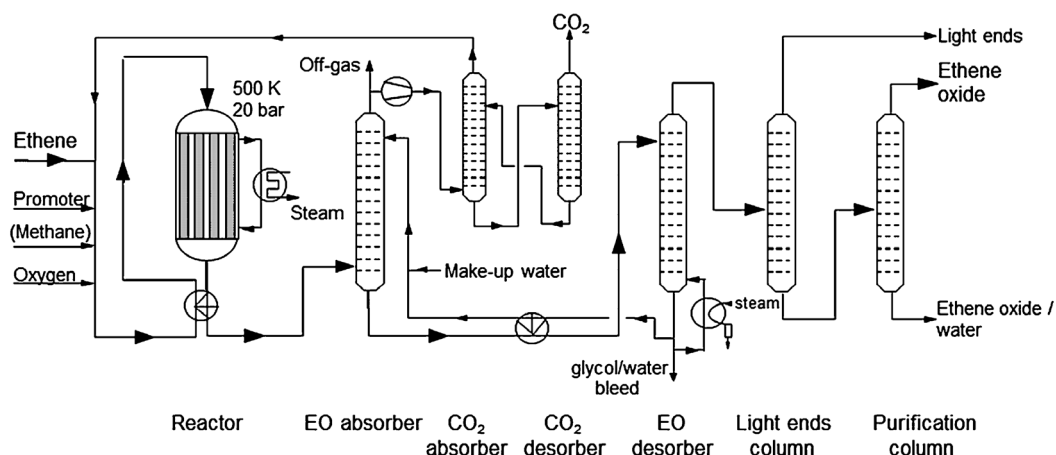 CO₂
Light ends
Off-gas
500 K
20 bar
Ethene
oxide
Ethene
Promoter
Steam
(Methane)
Make-up water
Oxygen
steam
Ethene oxide /
water
glycol/water
bleed
Reactor
EO absorber
CO₂
absorber
CO₂
desorber
EO
desorber
Light ends
column
Purification
column